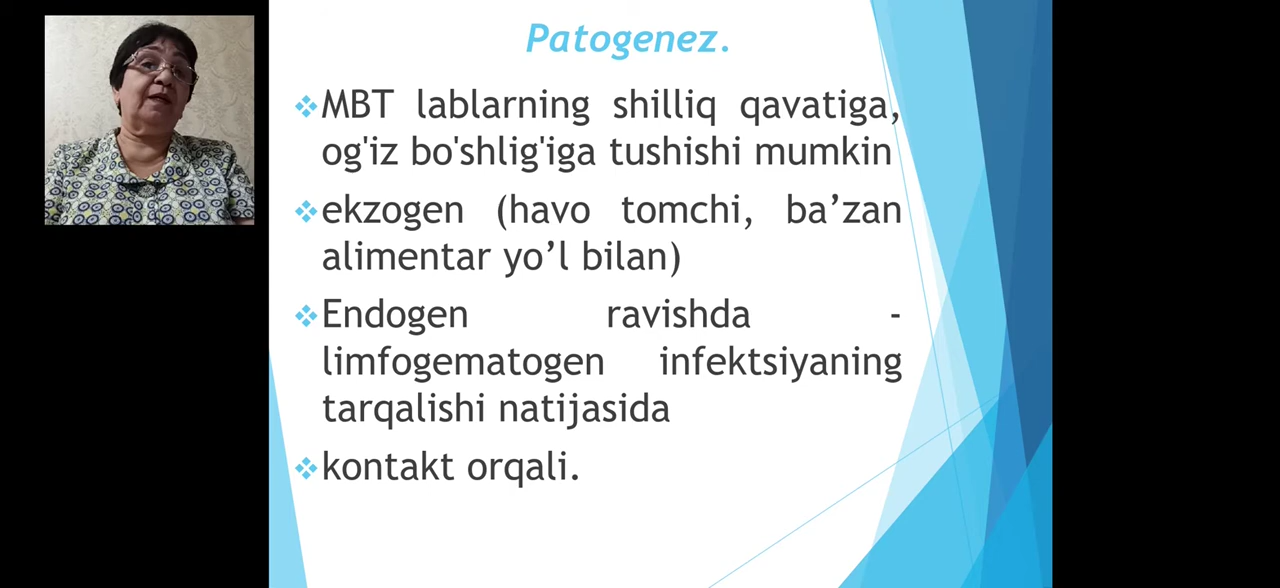 Patogenez.
MBT lablarning shilliq qavatiga,
og'iz bo'shlig'iga tushishi mumkin
ekzogen (havo tomchi, ba’zan
alimentar yo’l bilan)
Endogen ravishda -
limfogematogen infektsiyaning
tarqalishi natijasida
kontakt orqali.